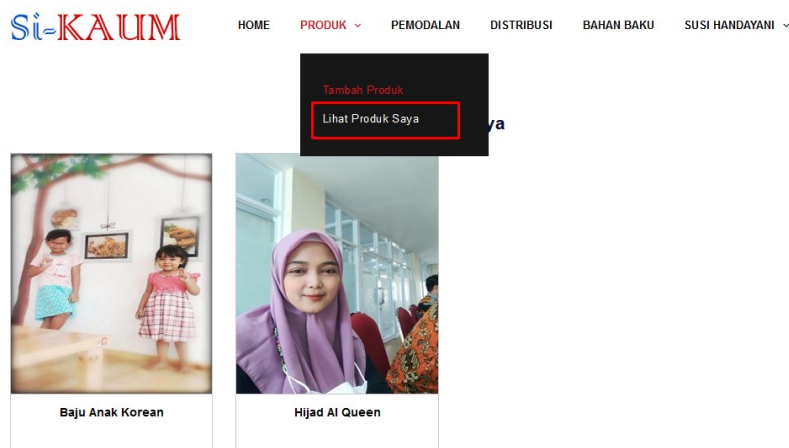 Si-KAUM
HOME PRODUK PEMODALAN DISTRIBUSI BAHAN BAKU SUSI HANDAYANI
Tambah Produk
Lihat Produk Saya
ya
Baju Anak Korean
Hijad Al Queen